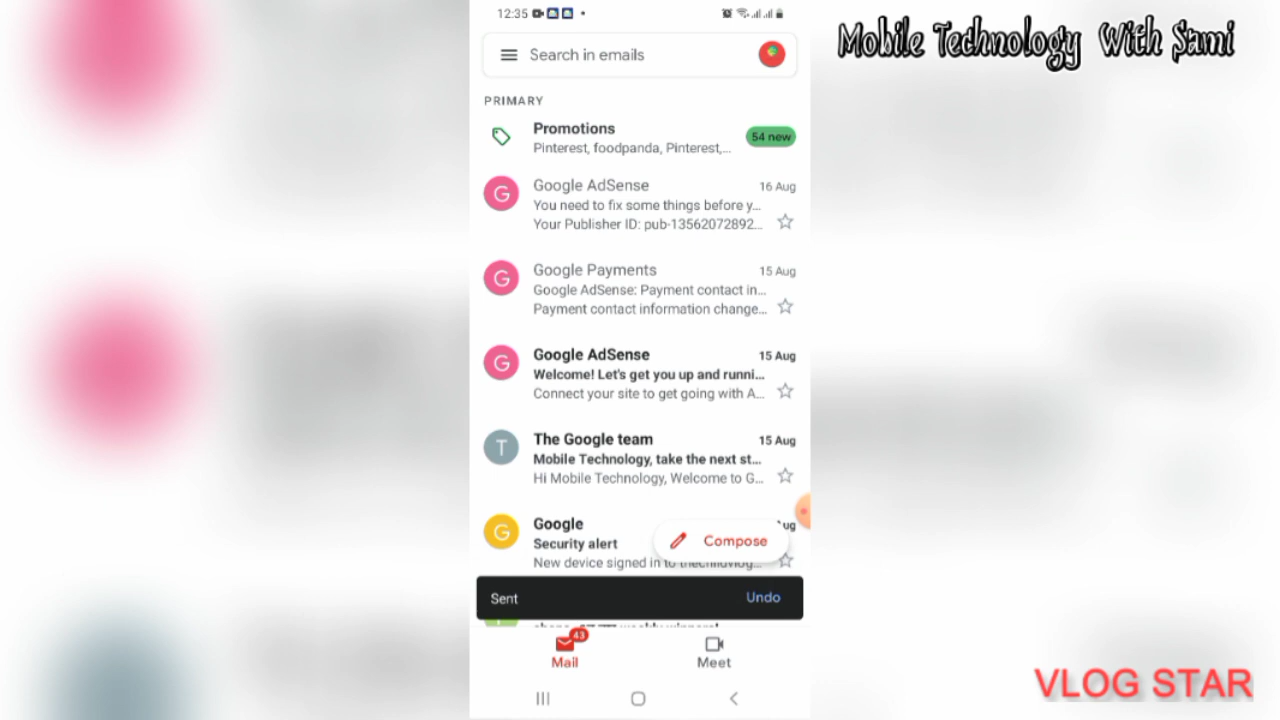 12:35
Mobile Technology With Sami
Search in emails
PRIMARY
Promotions
54 new
Pinterest, foodpanda, Pinterest,...
G
Google AdSense
16 Aug
You need to fix some things before y...
Your Publisher ID: pub-13562072892...
G
Google Payments
15 Aug
Google AdSense: Payment contact in...
Payment contact information change...
G
Google AdSense
15 Aug
Welcome! Let's get you up and runni...
Connect your site to get going with A...
T
The Google team
15 Aug
Mobile Technology, take the next st...
Hi Mobile Technology, Welcome to G...
G
Google
ug
Security alert
Compose
New device signed in to
Sent
Undo
43
Mail
Meet
VLOG STAR